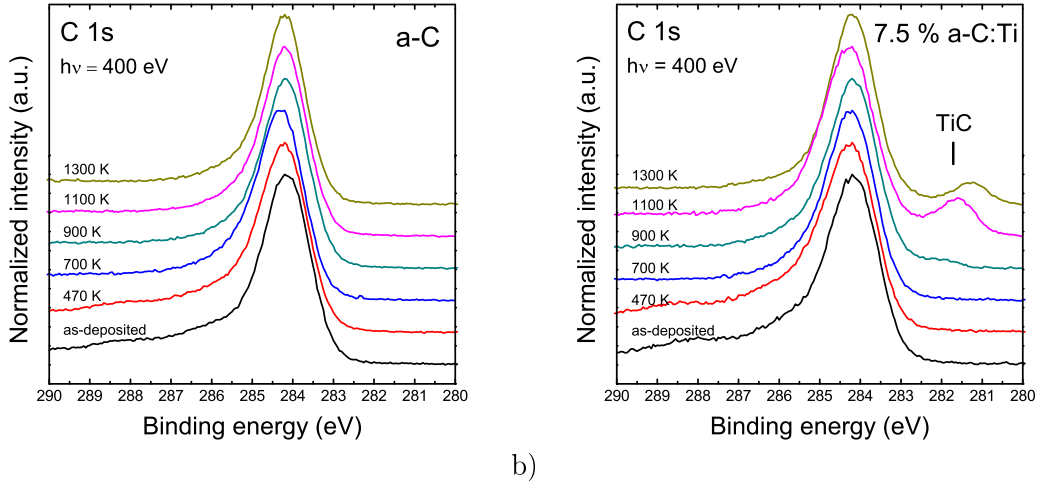 C 1s
a-C
hν = 400 eV
1300 K
1100 K
900 K
700 K
470 K
as-deposited
290 289 288 287 286 285 284 283 282 281 280
Binding energy (eV)
Normalized intensity (a.u.)
C 1s
7.5 % a-C:Ti
hν = 400 eV
TiC
1300 K
1100 K
900 K
700 K
470 K
as-deposited
290 289 288 287 286 285 284 283 282 281 280
Binding energy (eV)
Normalized intensity (a.u.)
b)